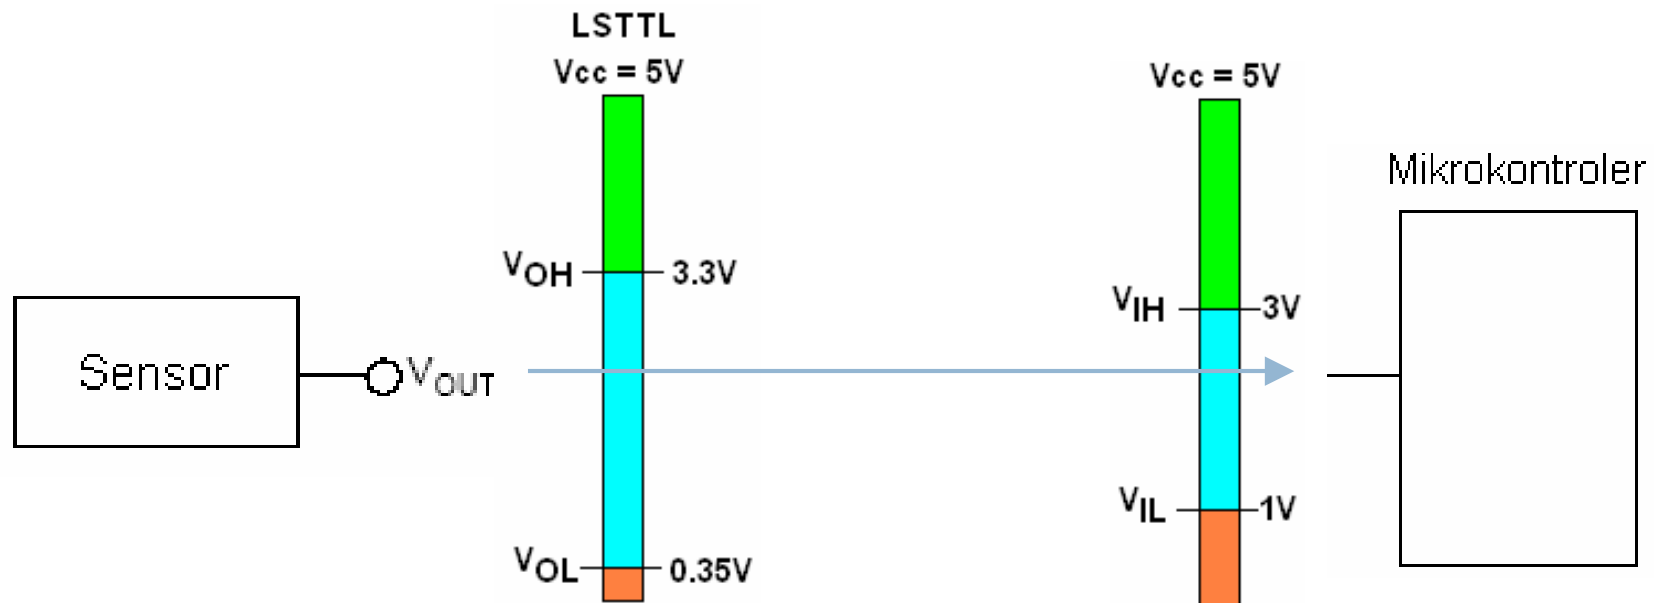 LSTTL
Vcc = 5V
VOH 3.3V
VOL 0.35V
Sensor VOUT
Vcc = 5V
VIH 3V
VIL 1V
Mikrokontroler